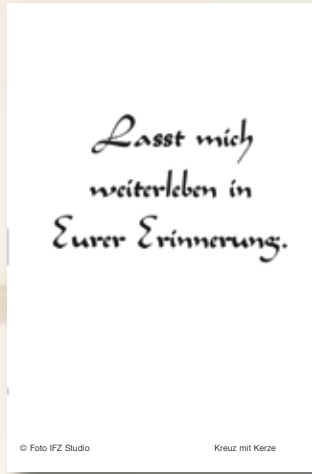 Lasst mich
weiterleben in
Eurer Erinnerung.
© Foto IFZ Studio
Kreuz mit Kerze